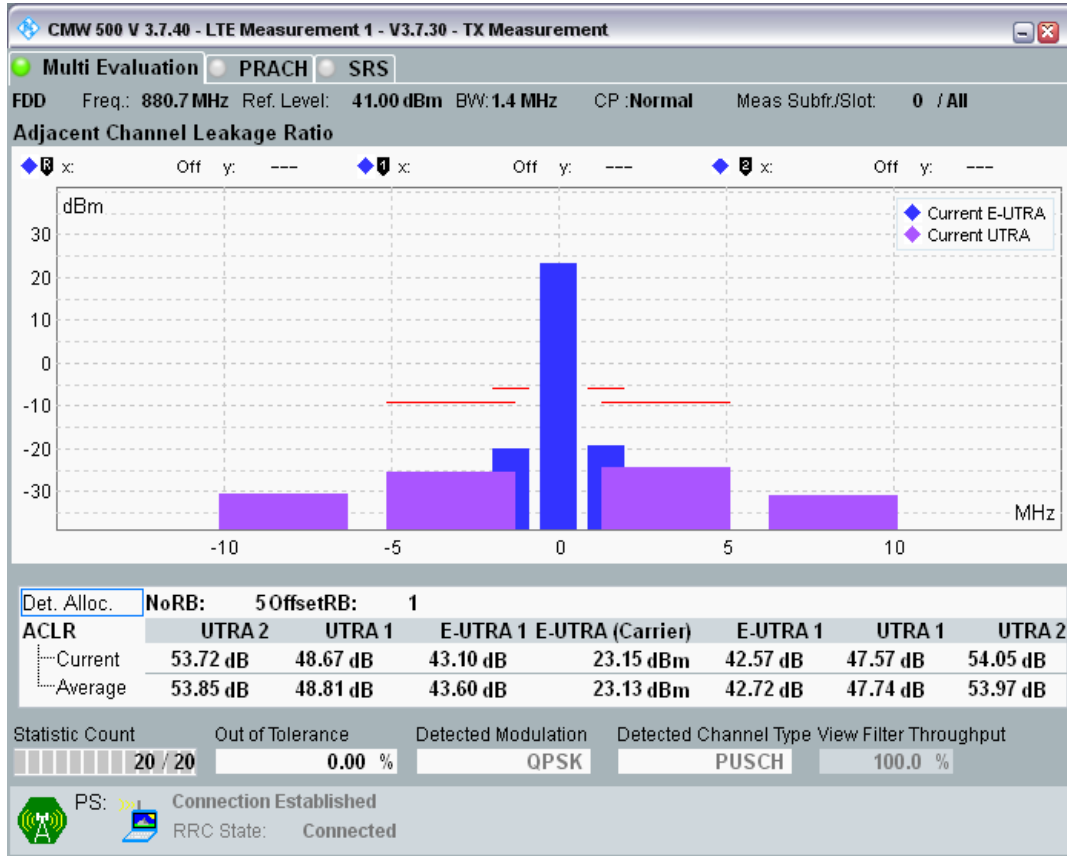 CMW 500 V 3.7.40 - LTE Measurement 1 - V3.7.30 - TX Measurement
Multi Evaluation PRACH SRS
FDD Freq.: 880.7 MHz Ref. Level: 41.00 dBm BW: 1.4 MHz CP :Normal Meas Subfr./Slot: 0 / All
Adjacent Channel Leakage Ratio
R x: Off y: --- 1 x: Off y: --- 2 x: Off y: ---
dBm
Current E-UTRA
Current UTRA
30
20
10
0
-10
-20
-30
MHz
-10 -5 0 5 10
Det. Alloc. NoRB: 5 OffsetRB: 1
ACLR UTRA 2 UTRA 1 E-UTRA 1 E-UTRA (Carrier) E-UTRA 1 UTRA 1 UTRA 2
Current 53.72 dB 48.67 dB 43.10 dB 23.15 dBm 42.57 dB 47.57 dB 54.05 dB
Average 53.85 dB 48.81 dB 43.60 dB 23.13 dBm 42.72 dB 47.74 dB 53.97 dB
Statistic Count Out of Tolerance Detected Modulation Detected Channel Type View Filter Throughput
20 / 20 0.00 % QPSK PUSCH 100.0 %
PS: Connection Established
RRC State: Connected